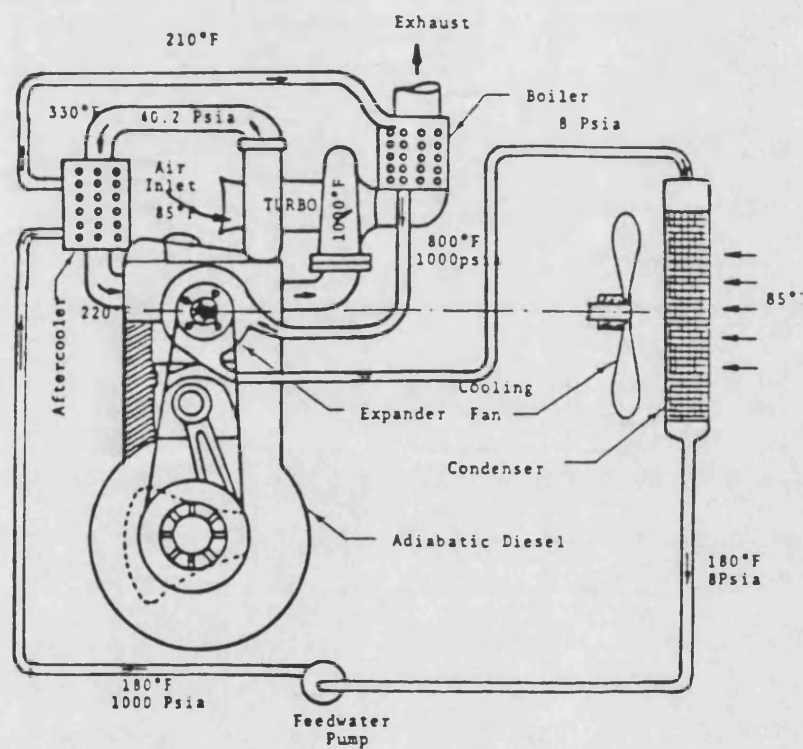 Exhaust
210°F
Boiler
330°F
40.2 Psia
8 Psia
Air
Inlet
85°F
TURBO
1000°F
800°F
1000psia
85°
Aftercooler
220
Cooling
Fan
Expander
Condenser
Adiabatic Diesel
180°F
8Psia
180°F
1000 Psia
Feedwater
Pump